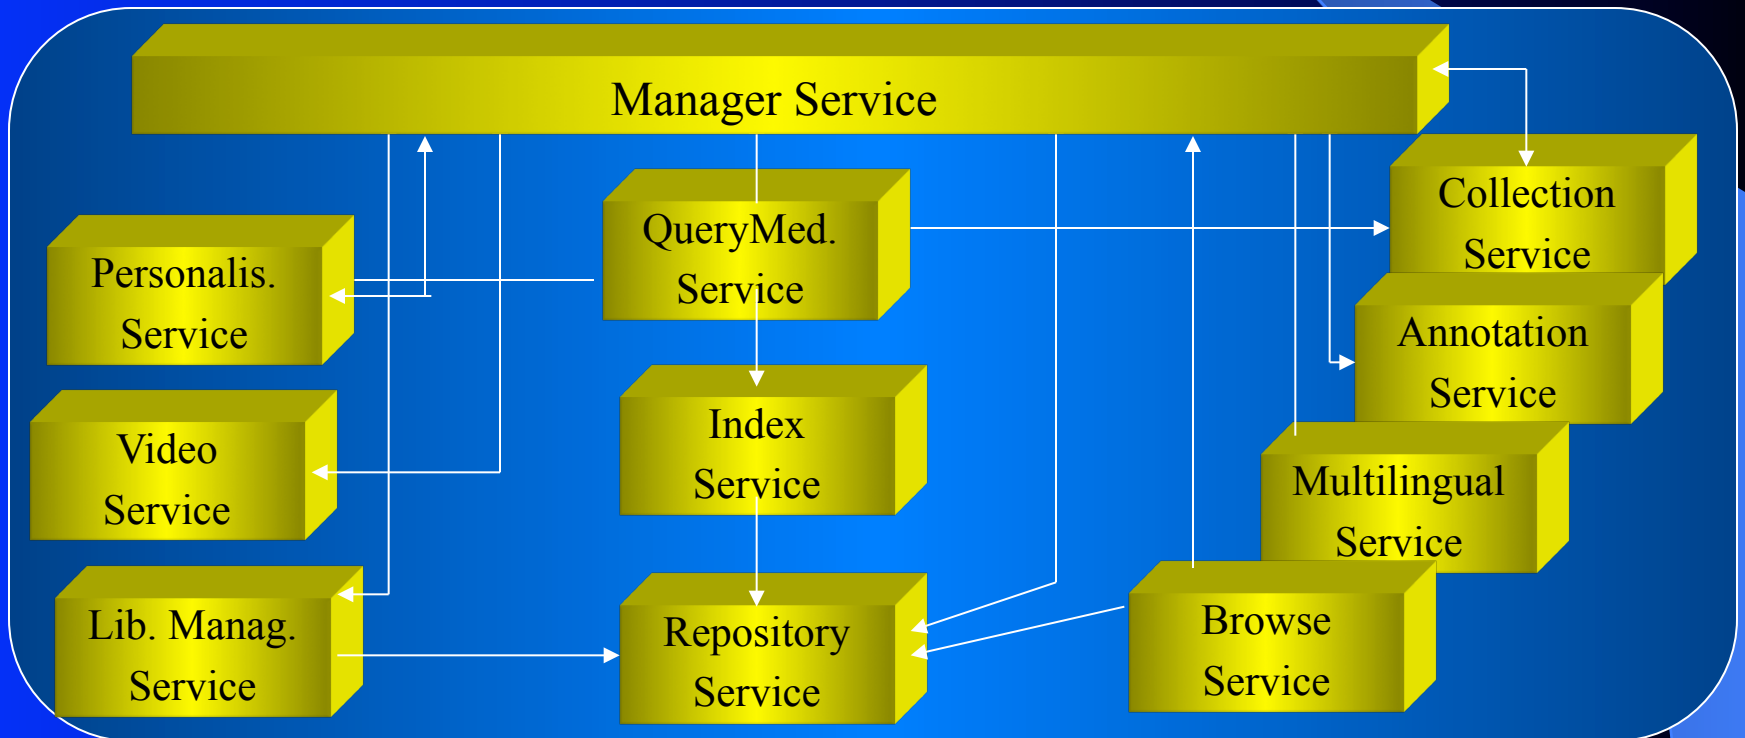 Manager Service
QueryMed.
Service
Collection
Service
Personalis.
Service
Annotation
Service
Video
Service
Index
Service
Multilingual
Service
Lib. Manag.
Service
Repository
Service
Browse
Service